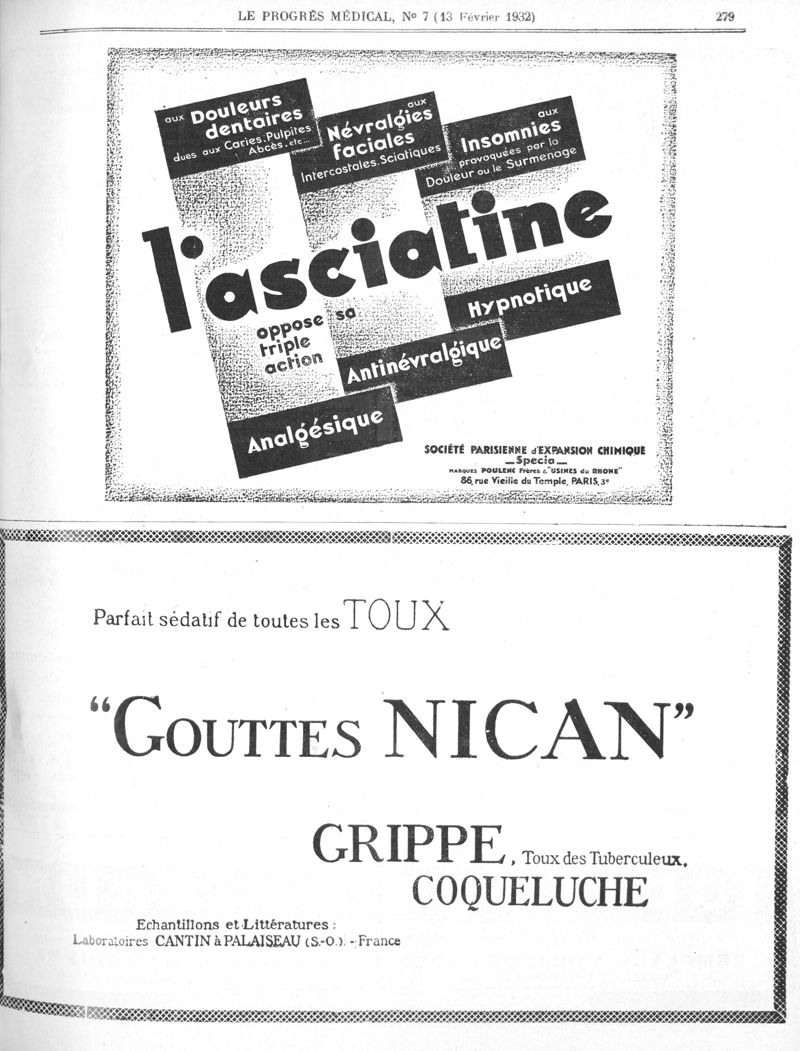 LE PROGRÈS MÉDICAL, No 7 (13 Février 1932) 279
aux Douleurs
dentaires
dues aux Caries, Pulpites
Abcès, etc...
aux
Névralgies
faciales
Intercostales. Sciatiques
aux
Insomnies
provoquées par la
Douleur ou le Surmenage
l'asciatine
oppose sa
triple
action
Hypnotique
Antinévralgique
Analgésique
SOCIÉTÉ PARISIENNE d'EXPANSION CHIMIQUE
_Specia_
MARQUES POULENC Frères & "USINES du RHONE"
86, rue Vieille du Temple, PARIS, 3e
Parfait sédatif de toutes les TOUX
"GOUTTES NICAN"
GRIPPE, Toux des Tuberculeux,
COQUELUCHE
Echantillons et Littératures :
Laboratoires CANTIN à PALAISEAU (S.-O.). - France